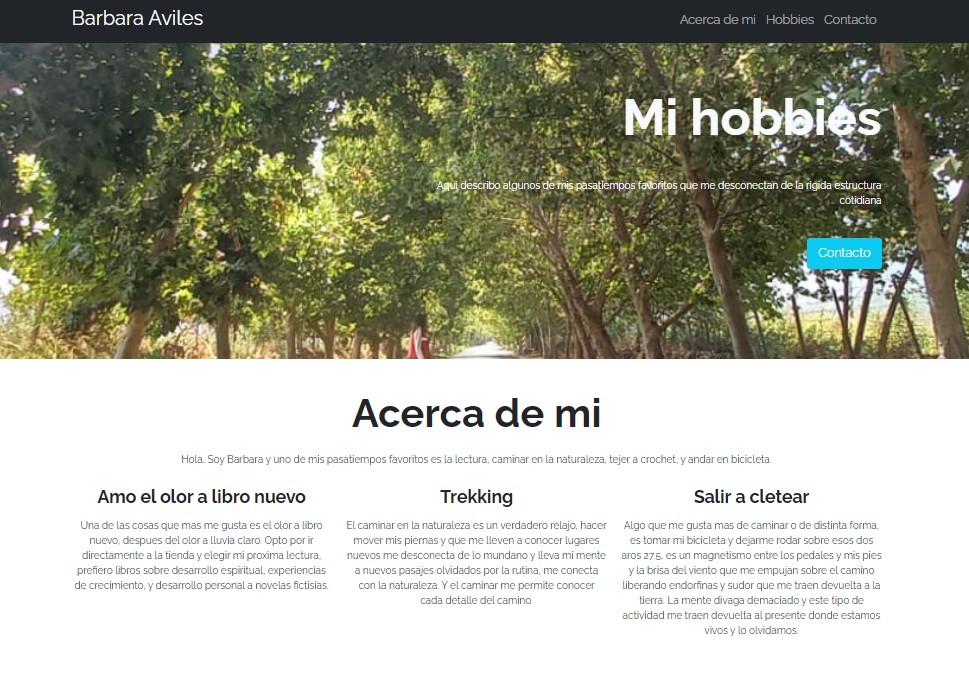 Barbara Aviles
Acerca de mi Hobbies Contacto
Mi hobbies
Aqui describo algunos de mis pasatiempos favoritos que me desconectan de la rigida estructura
cotidiana
Contacto
Acerca de mi
Hola, Soy Barbara y uno de mis pasatiempos favoritos es la lectura, caminar en la naturaleza, tejer a crochet, y andar en bicicleta.
Amo el olor a libro nuevo
Una de las cosas que mas me gusta es el olor a libro
nuevo, despues del olor a lluvia claro. Opto por ir
directamente a la tienda y elegir mi proxima lectura,
prefiero libros sobre desarrollo espiritual, experiencias
de crecimiento, y desarrollo personal a novelas fictisias.
Trekking
El caminar en la naturaleza es un verdadero relajo, hacer
mover mis piernas y que me lleven a conocer lugares
nuevos me desconecta de lo mundano y lleva mi mente
a nuevos pasajes olvidados por la rutina, me conecta
con la naturaleza. Y el caminar me permite conocer
cada detalle del camino.
Salir a cletear
Algo que me gusta mas de caminar o de distinta forma,
es tomar mi bicicleta y dejarme rodar sobre esos dos
aros 27.5, es un magnetismo entre los pedales y mis pies
y la brisa del viento que me empujan sobre el camino
liberando endorfinas y sudor que me traen devuelta a la
tierra. La mente divaga demaciado y este tipo de
actividad me traen devuelta al presente donde estamos
vivos y lo olvidamos.